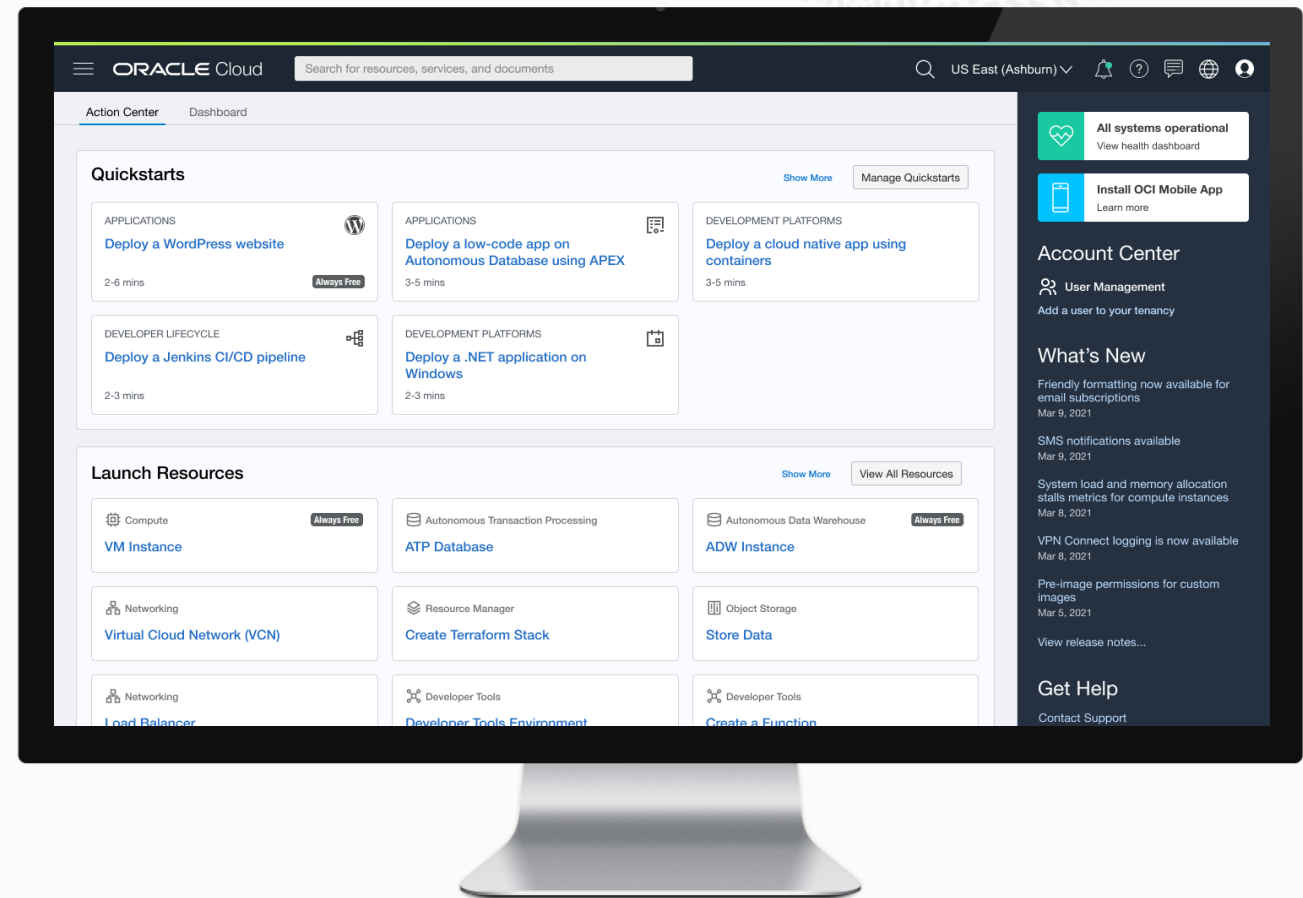 ORACLE Cloud
Search for resources, services, and documents
US East (Ashburn)
Action Center
Dashboard
Quickstarts
Show More
Manage Quickstarts
APPLICATIONS
Deploy a WordPress website
2-6 mins
Always Free
APPLICATIONS
Deploy a low-code app on
Autonomous Database using APEX
3-5 mins
DEVELOPMENT PLATFORMS
Deploy a cloud native app using
containers
3-5 mins
DEVELOPER LIFECYCLE
Deploy a Jenkins CI/CD pipeline
2-3 mins
DEVELOPMENT PLATFORMS
Deploy a .NET application on
Windows
2-3 mins
Launch Resources
Show More
View All Resources
Compute
Always Free
VM Instance
Autonomous Transaction Processing
ATP Database
Autonomous Data Warehouse
Always Free
ADW Instance
Networking
Virtual Cloud Network (VCN)
Resource Manager
Create Terraform Stack
Object Storage
Store Data
Networking
Load Balancer
Developer Tools
Developer Tools Environment
Developer Tools
Create a Function
All systems operational
View health dashboard
Install OCI Mobile App
Learn more
Account Center
User Management
Add a user to your tenancy
What's New
Friendly formatting now available for
email subscriptions
Mar 9, 2021
SMS notifications available
Mar 9, 2021
System load and memory allocation
stalls metrics for compute instances
Mar 8, 2021
VPN Connect logging is now available
Mar 8, 2021
Pre-image permissions for custom
images
Mar 5, 2021
View release notes...
Get Help
Contact Support